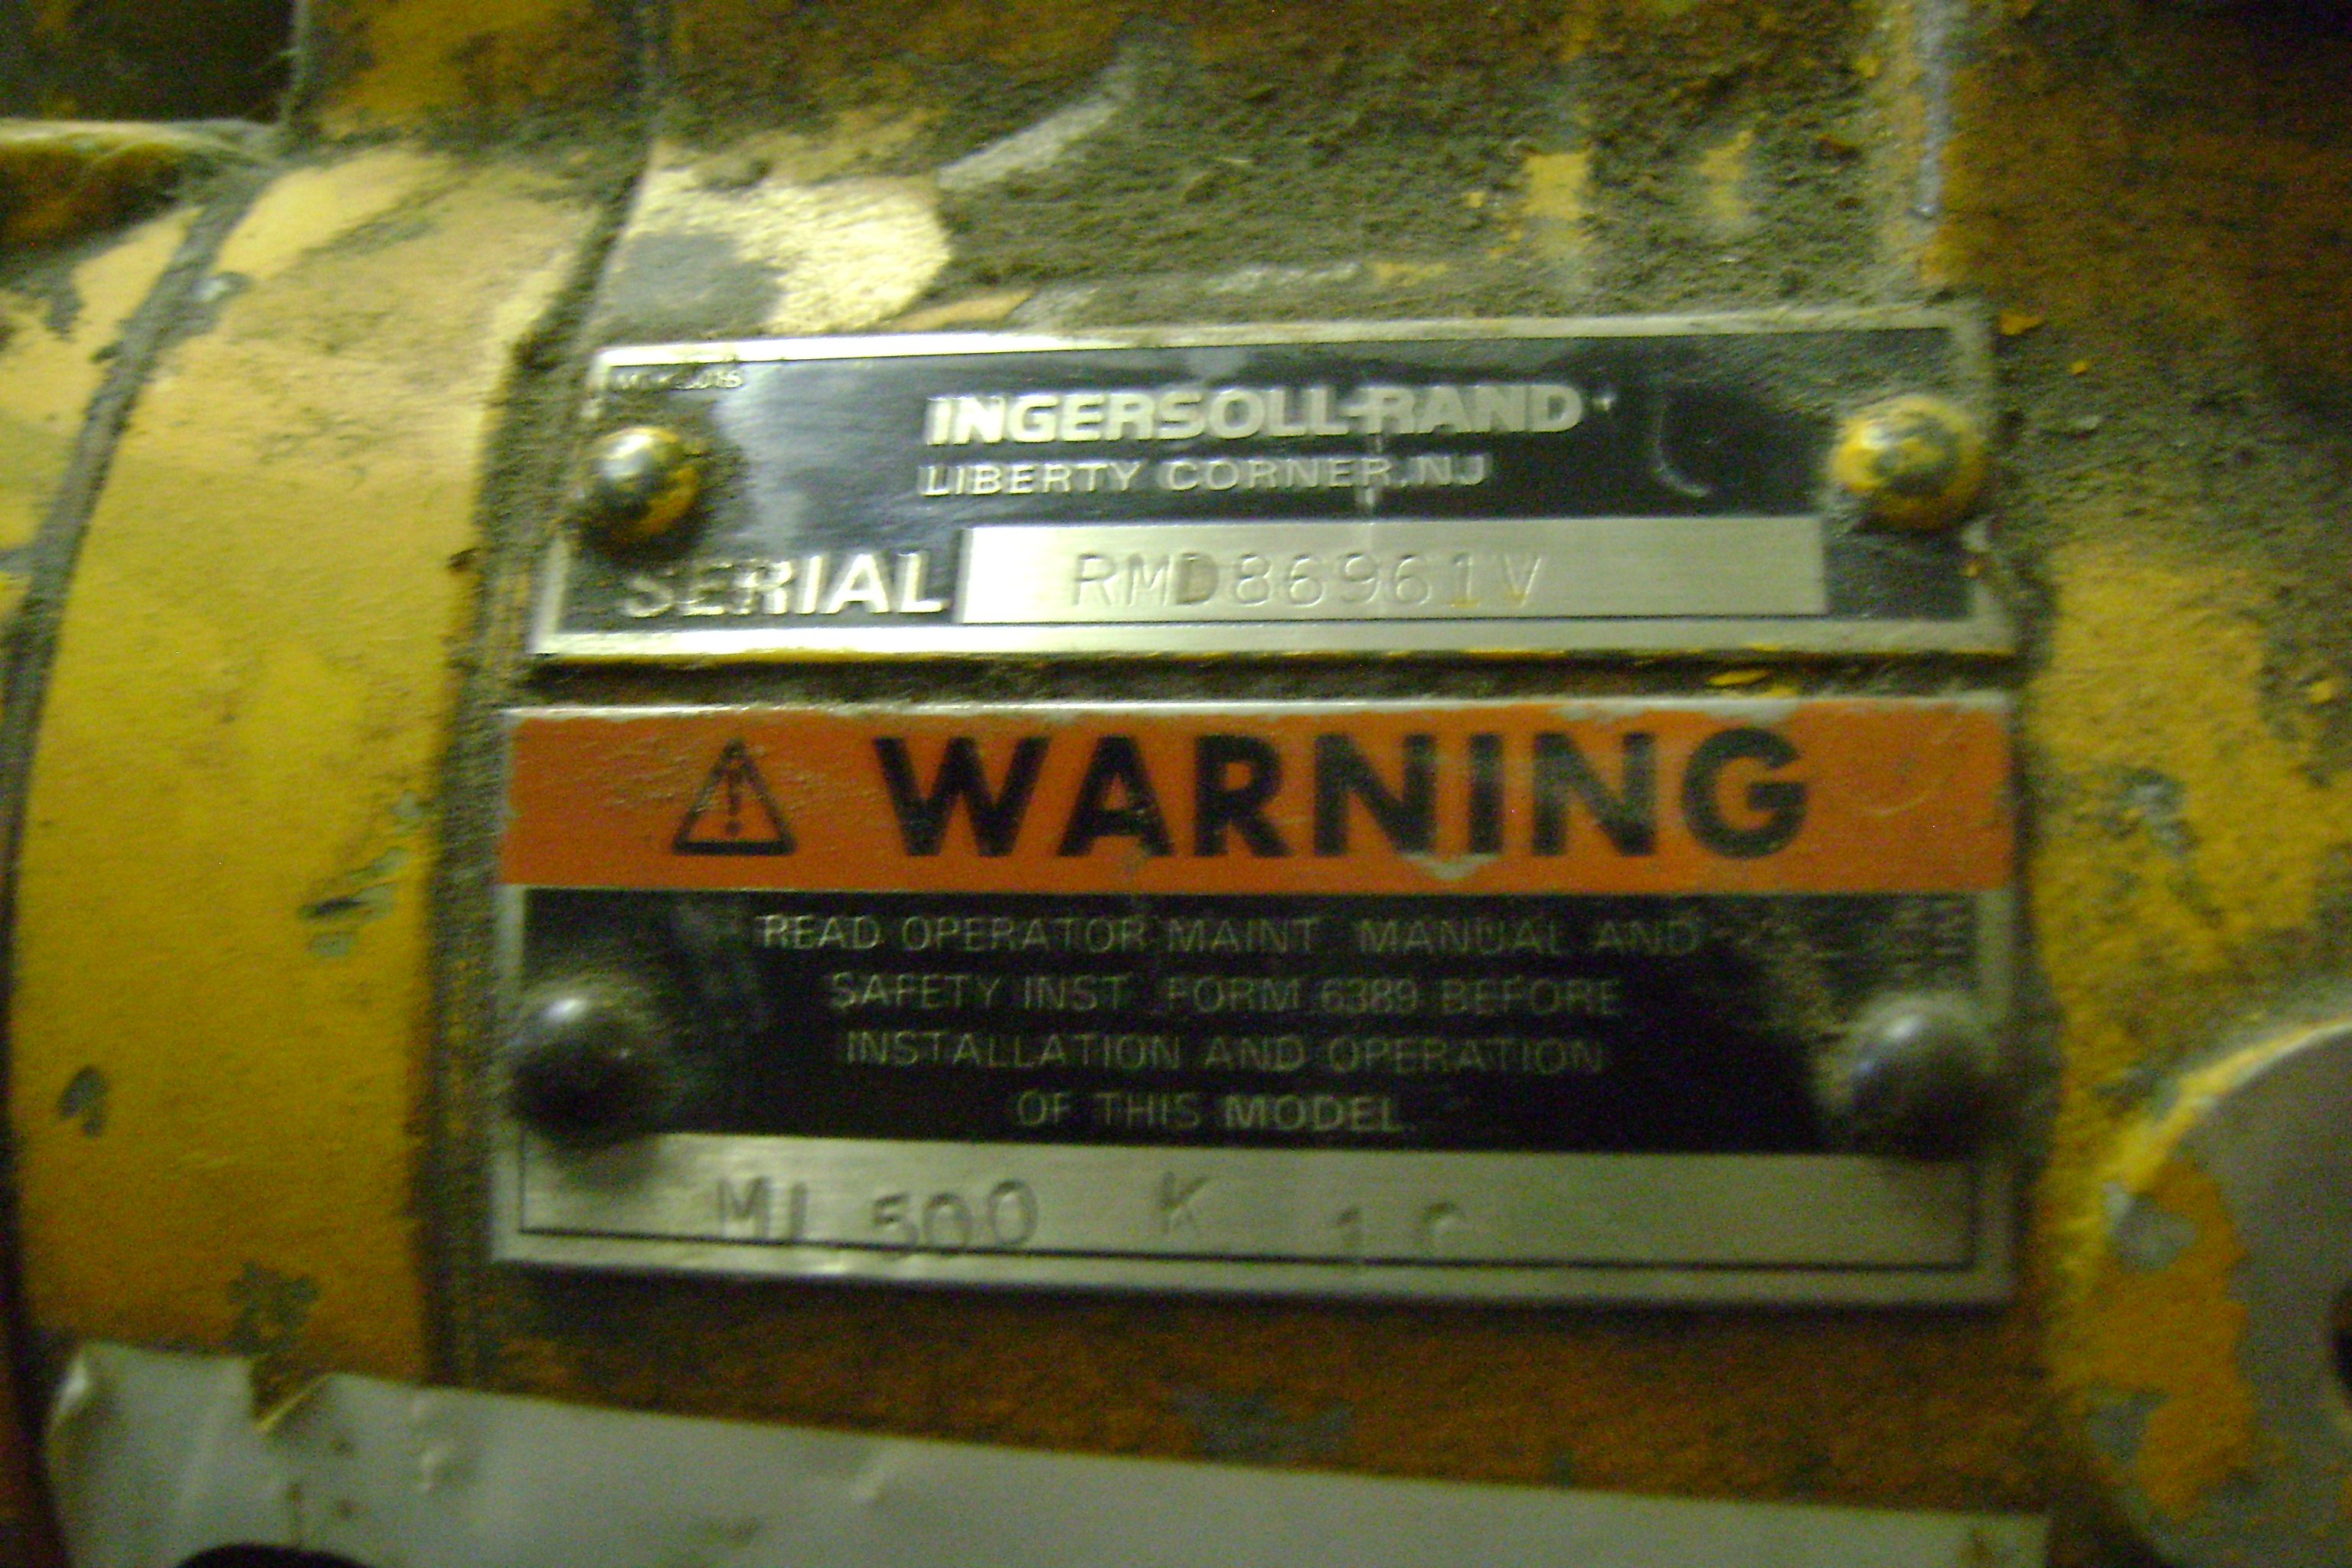 INGERSOLL-RAND
LIBERTY CORNER, NJ
SERIAL RMD86961V
WARNING
READ OPERATOR MAINT MANUAL AND
SAFETY INST FORM 6389 BEFORE
INSTALLATION AND OPERATION
OF THIS MODEL.
500 K